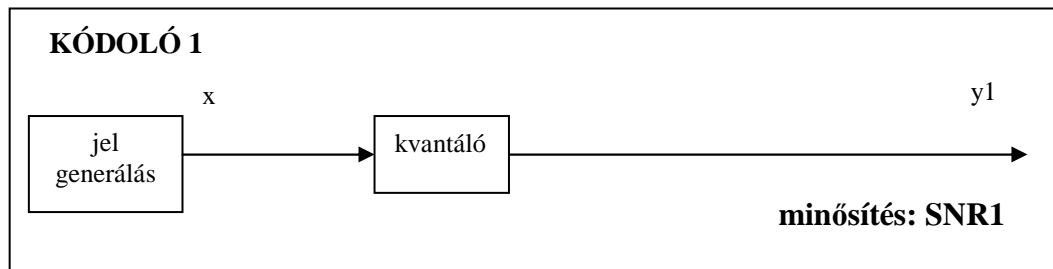 KÓDOLÓ 1
x
y1
jel
generálás
kvantáló
minősítés: SNR1